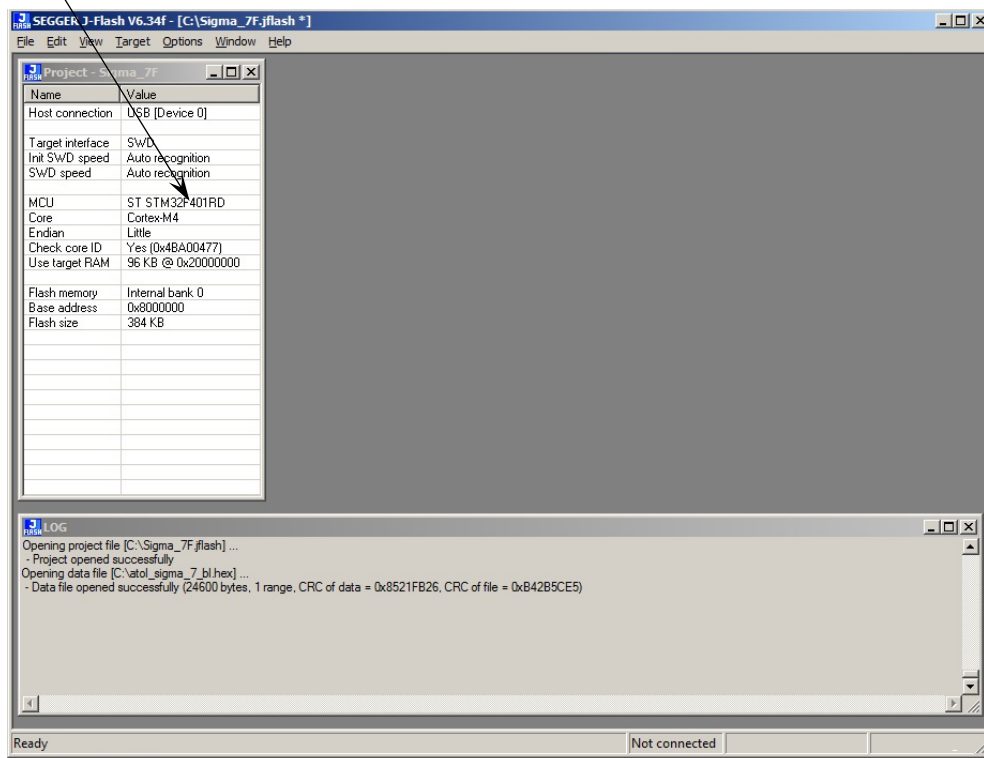 SEGGER J-Flash V6.34f - [C:\Sigma_7F.jflash *]
File Edit View Target Options Window Help
Project - Sigma_7F
Name Value
Host connection USB [Device 0]
Target interface SWD
Init SWD speed Auto recognition
SWD speed Auto recognition
MCU ST STM32F401RD
Core Cortex-M4
Endian Little
Check core ID Yes (0x4BA00477)
Use target RAM 96 KB @ 0x20000000
Flash memory Internal bank 0
Base address 0x8000000
Flash size 384 KB
LOG
Opening project file [C:\Sigma_7F.jflash] ...
- Project opened successfully
Opening data file [C:\atol_sigma_7_bl.hex] ...
- Data file opened successfully (24600 bytes, 1 range, CRC of data = 0x8521FB26, CRC of file = 0xB42B5CE5)
Ready Not connected